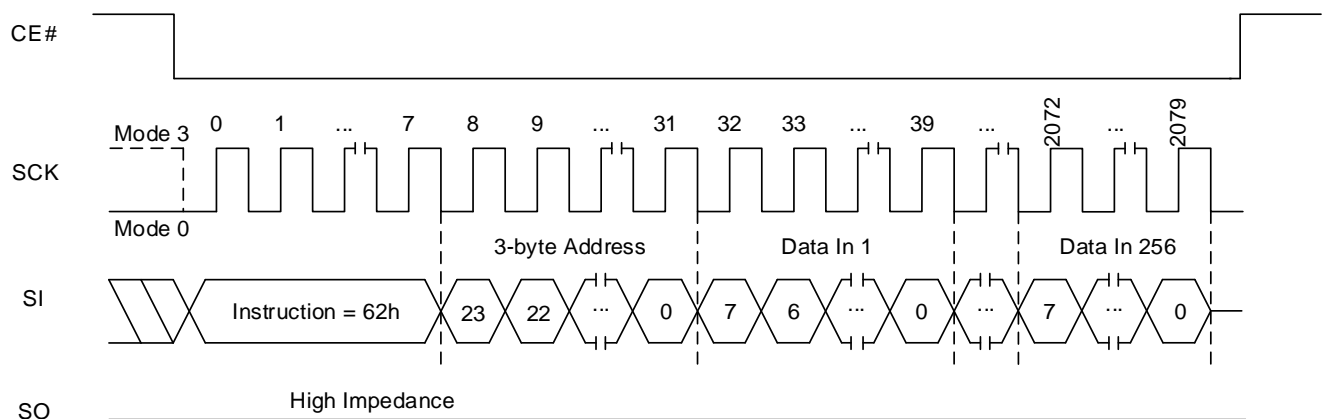 CE#
0 1 ... 7 8 9 ... 31 32 33 ... 39 ... 2072 ... 2079
Mode 3
SCK
Mode 0
3-byte Address Data In 1 Data In 256
SI Instruction = 62h 23 22 ... 0 7 6 ... 0 ... 7 ... 0
High Impedance
SO